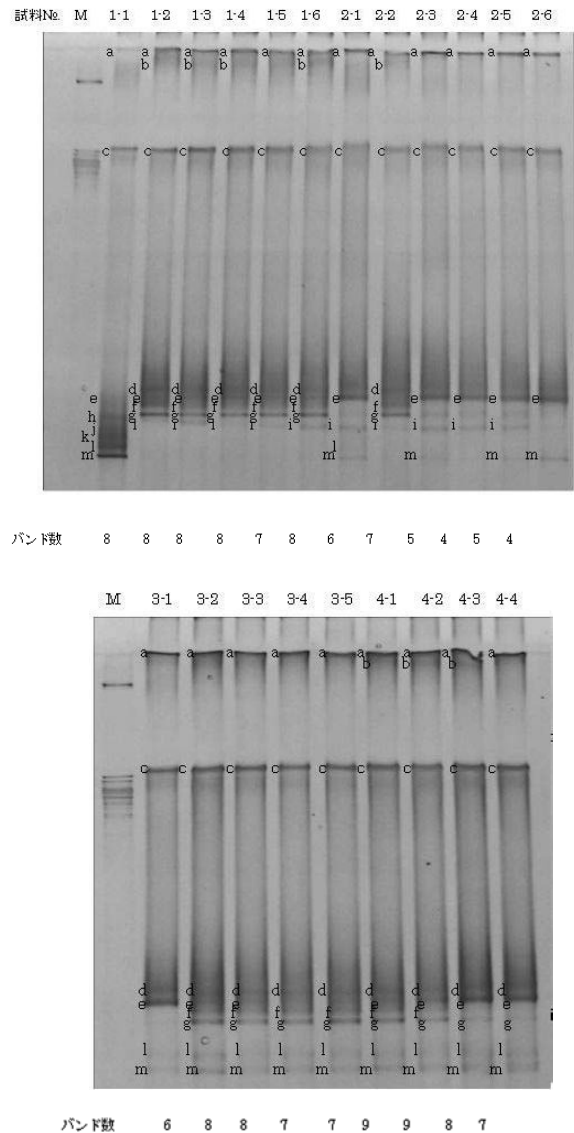 試料No. M 1-1 1-2 1-3 1-4 1-5 1-6 2-1 2-2 2-3 2-4 2-5 2-6
a a a a a a a a a a a a
b b b b b
c c c c c c c c c c c c
d d d d d d
e e e e e e e e e e e
f f f f f f
h g g g g g g
j i i i i i i i i i
k
l l
m m m m m
バンド数 8 8 8 8 7 8 6 7 5 4 5 4
M 3-1 3-2 3-3 3-4 3-5 4-1 4-2 4-3 4-4
a a a a a a a a a
b b b
c c c c c c c c c
d d d d d d d d d
e e e e e e e
f f f f f f
g g g g g g g g
l l l l l l l l l
m m m m m m m m m
バンド数 6 8 8 7 7 9 9 8 7